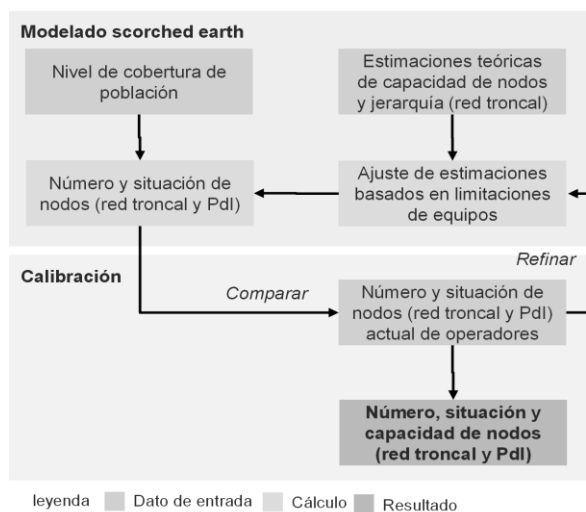 Modelado scorched earth
Nivel de cobertura de
población
Estimaciones teóricas
de capacidad de nodos
y jerarquía (red troncal)
Número y situación de
nodos (red troncal y PdI)
Ajuste de estimaciones
basados en limitaciones
de equipos
Refinar
Calibración
Comparar
Número y situación de
nodos (red troncal y PdI)
actual de operadores
Número, situación y
capacidad de nodos
(red troncal y PdI)
leyenda Dato de entrada Cálculo Resultado